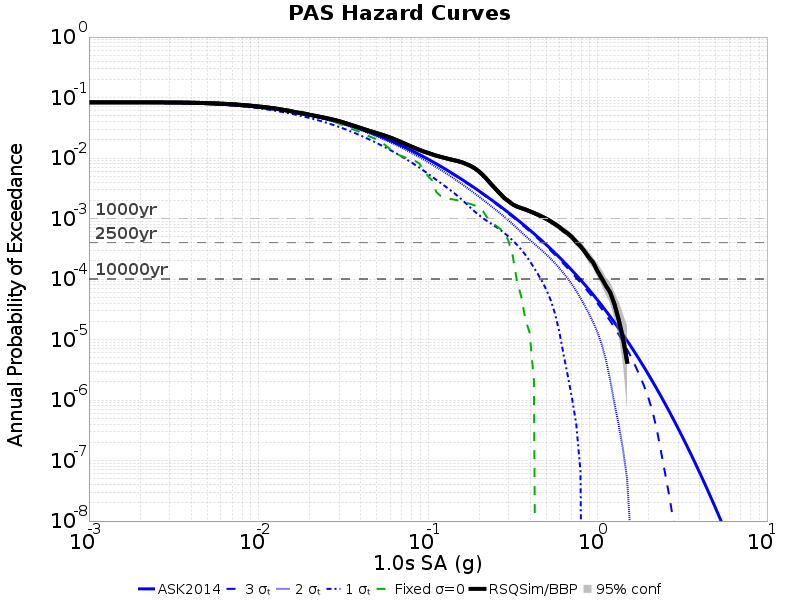 PAS Hazard Curves
Annual Probability of Exceedance
10^0
10^-1
10^-2
10^-3
10^-4
10^-5
10^-6
10^-7
10^-8
1000yr
2500yr
10000yr
10^-3 10^-2 10^-1 10^0 10^1
1.0s SA (g)
ASK2014 3 σₜ 2 σₜ 1 σₜ Fixed σ=0 RSQSim/BBP 95% conf